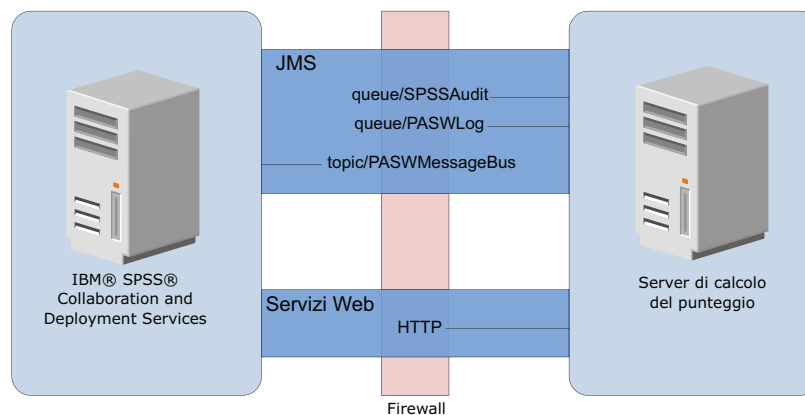 JMS
queue/SPSSAudit
queue/PASWLog
topic/PASWMessageBus
IBM® SPSS®
Collaboration and
Deployment Services
Server di calcolo
del punteggio
Servizi Web
HTTP
Firewall